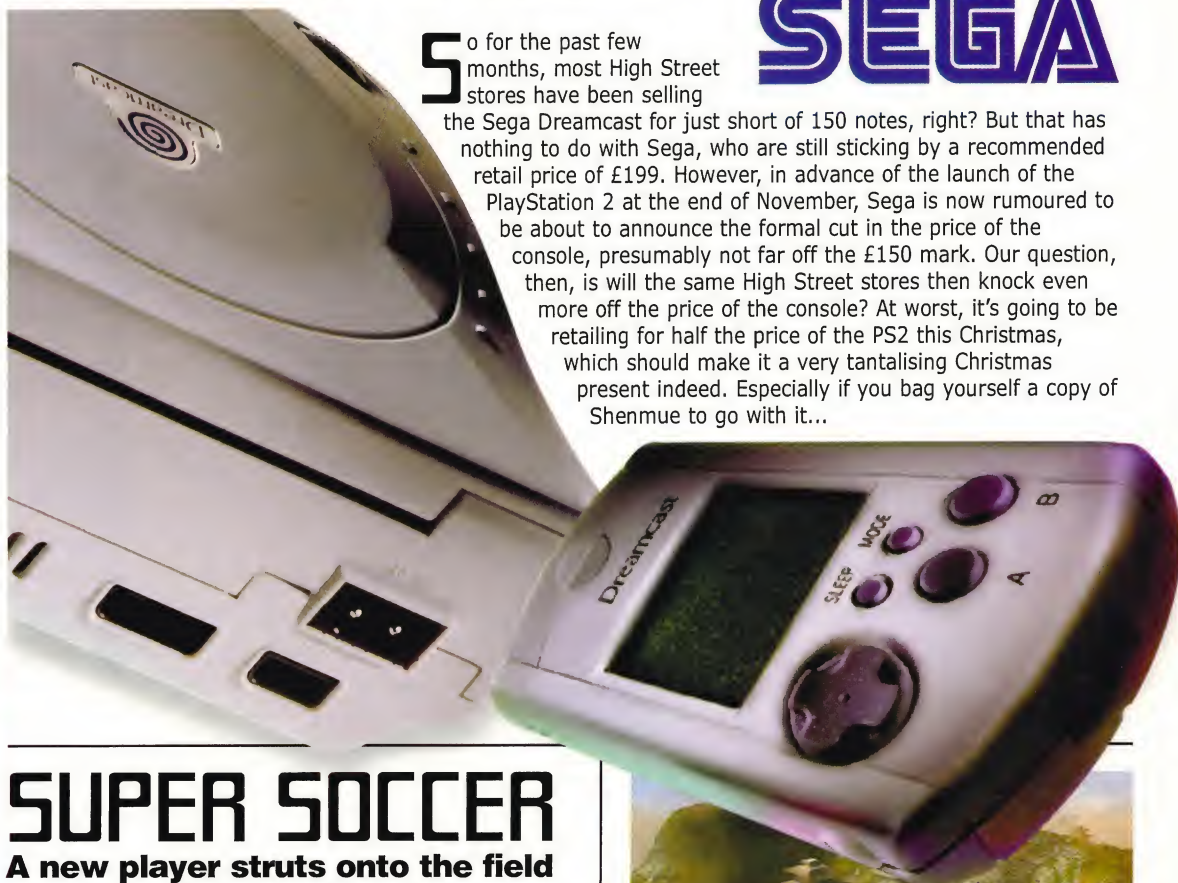 SEGA
So for the past few
months, most High Street
stores have been selling
the Sega Dreamcast for just short of 150 notes, right? But that has
nothing to do with Sega, who are still sticking by a recommended
retail price of £199. However, in advance of the launch of the
PlayStation 2 at the end of November, Sega is now rumoured to
be about to announce the formal cut in the price of the
console, presumably not far off the £150 mark. Our question,
then, is will the same High Street stores then knock even
more off the price of the console? At worst, it's going to be
retailing for half the price of the PS2 this Christmas,
which should make it a very tantalising Christmas
present indeed. Especially if you bag yourself a copy of
Shenmue to go with it...
Dreamcast
Dreamcast
SLEEP
MODE
A
B
SUPER SOCCER
A new player struts onto the field